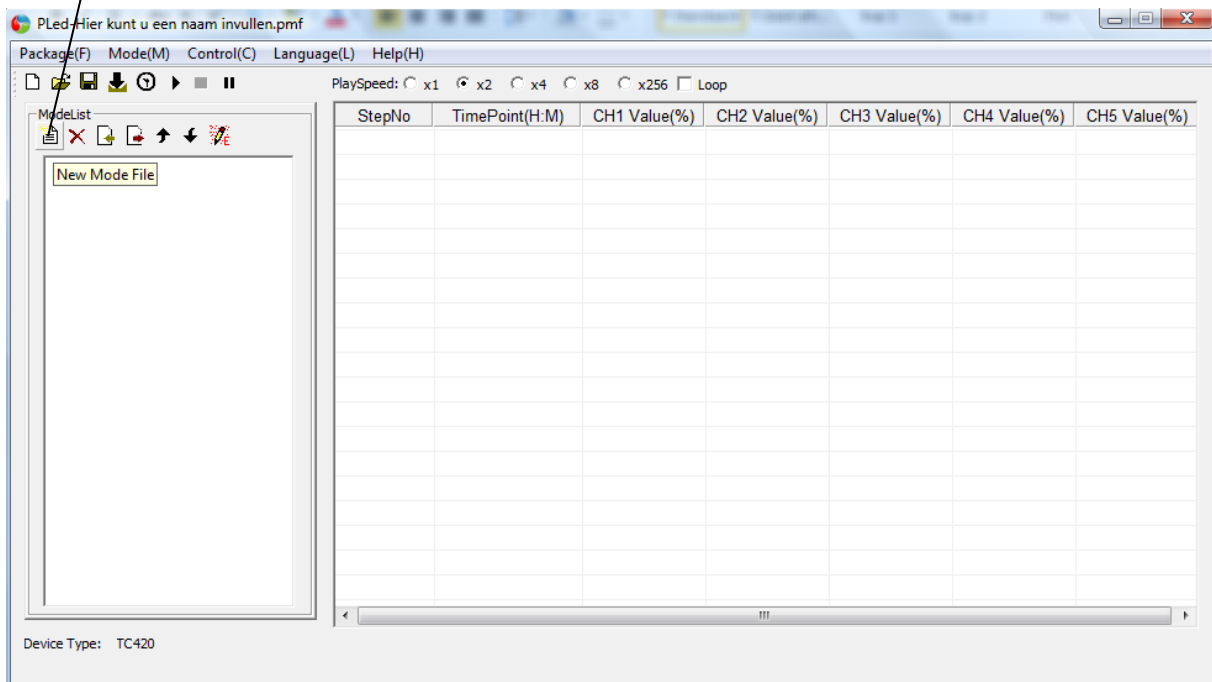 PLed-Hier kunt u een naam invullen.pmf
Package(F) Mode(M) Control(C) Language(L) Help(H)
PlaySpeed: x1 x2 x4 x8 x256 Loop
ModeList
New Mode File
StepNo TimePoint(H:M) CH1 Value(%) CH2 Value(%) CH3 Value(%) CH4 Value(%) CH5 Value(%)
Device Type: TC420